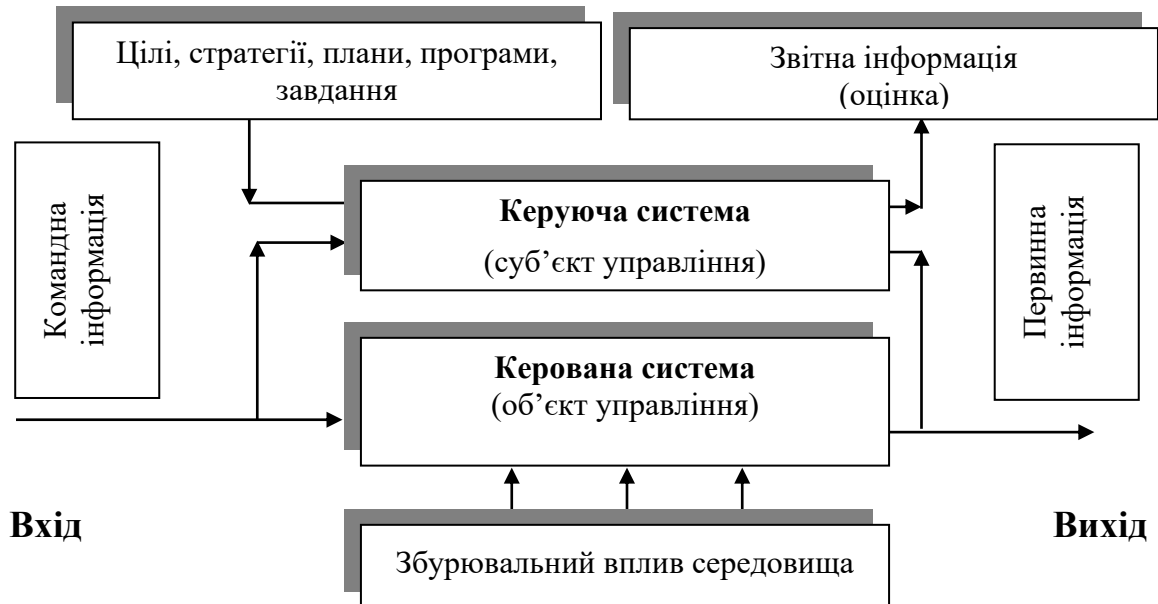 Цілі, стратегії, плани, програми,
завдання
Звітна інформація
(оцінка)
Командна
інформація
Керуюча система
(суб’єкт управління)
Первинна
інформація
Керована система
(об’єкт управління)
Вхід
Вихід
Збурювальний вплив середовища